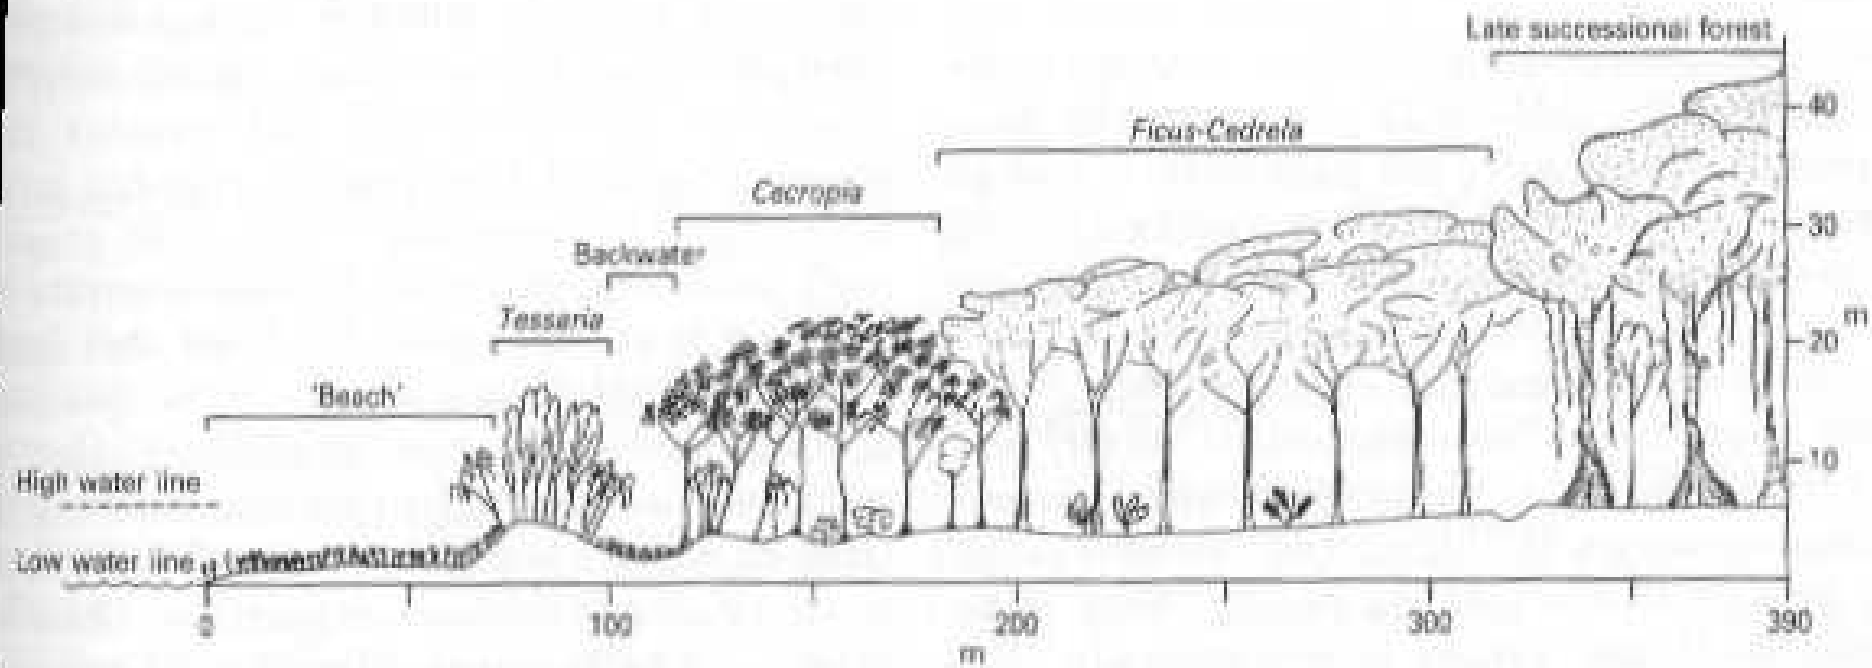 Late successional forest
40
Ficus-Cedrela
Cecropia
30
Backwater
Tessaria
m
20
'Beach'
10
High water line
Low water line
0
100
200
300
390
m